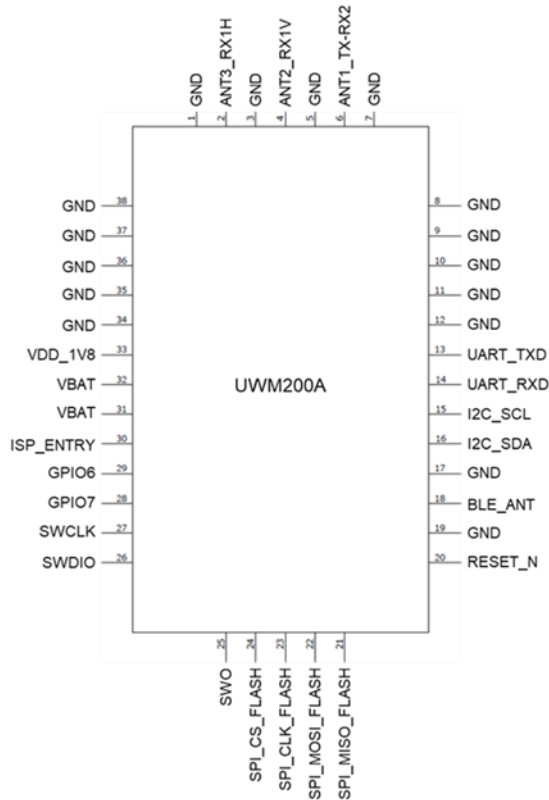 1 GND
2 ANT3_RX1H
3 GND
4 ANT2_RX1V
5 GND
6 ANT1_TX-RX2
7 GND
GND 38
GND 37
GND 36
GND 35
GND 34
VDD_1V8 33
VBAT 32
VBAT 31
ISP_ENTRY 30
GPIO6 29
GPIO7 28
SWCLK 27
SWDIO 26
UWM200A
8 GND
9 GND
10 GND
11 GND
12 GND
13 UART_TXD
14 UART_RXD
15 I2C_SCL
16 I2C_SDA
17 GND
18 BLE_ANT
19 GND
20 RESET_N
SWO 25
SPI_CS_FLASH 24
SPI_CLK_FLASH 23
SPI_MOSI_FLASH 22
SPI_MISO_FLASH 21